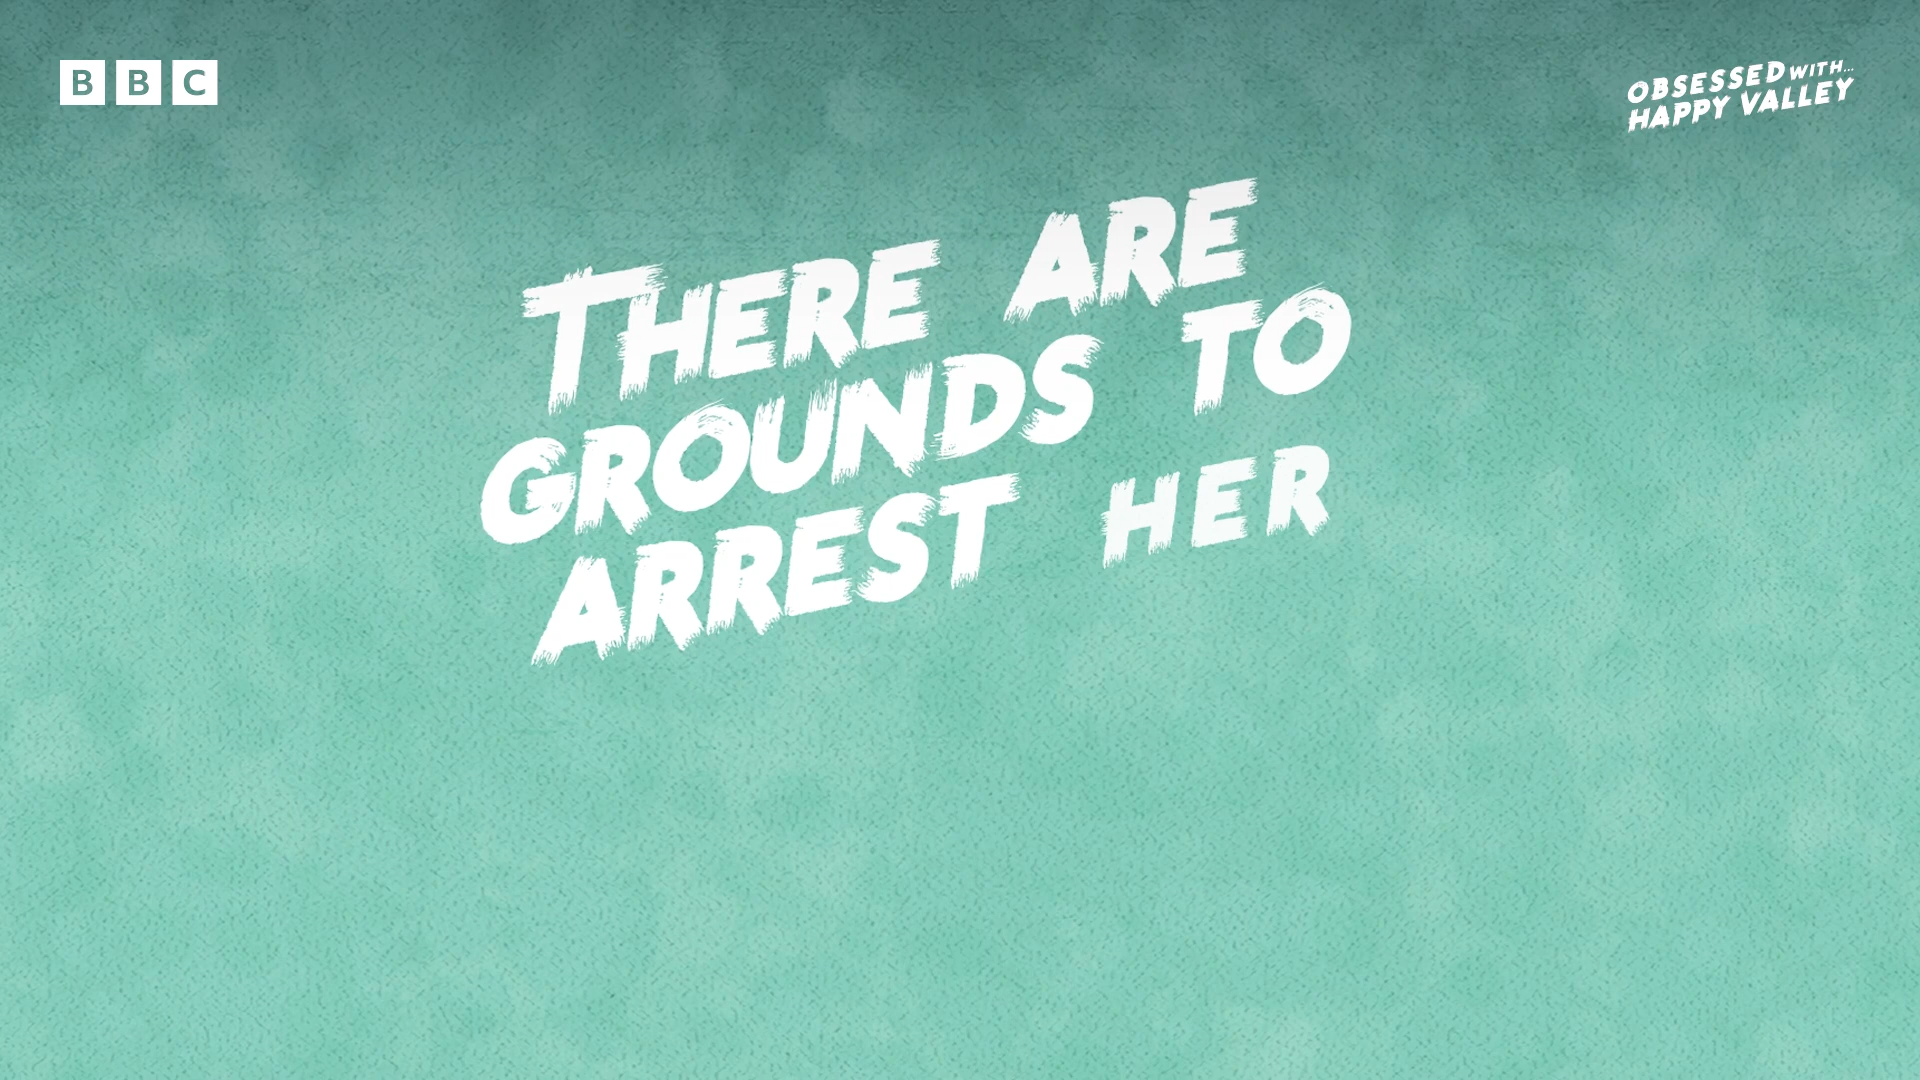 BBC
OBSESSED WITH...
HAPPY VALLEY
THERE ARE
GROUNDS TO
ARREST HER